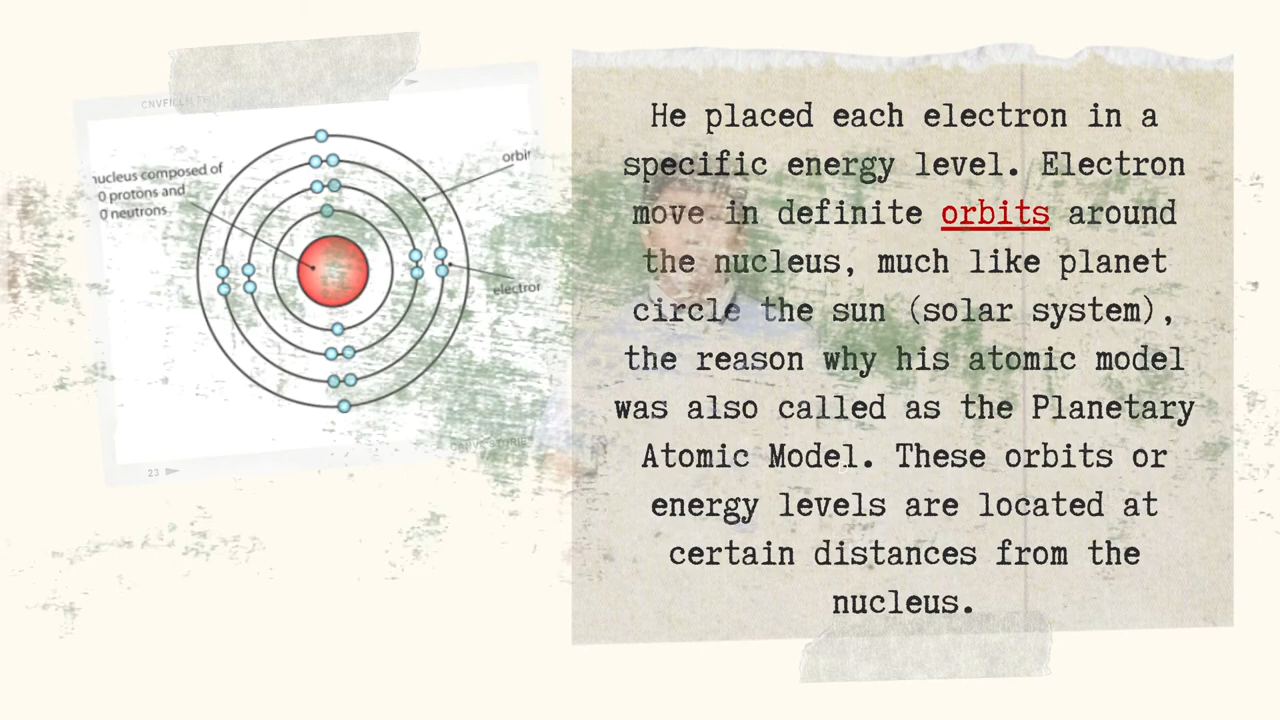 CNVFILM
nucleus composed of
0 protons and
0 neutrons
orbit
electron
23
He placed each electron in a
specific energy level. Electron
move in definite orbits around
the nucleus, much like planet
circle the sun (solar system),
the reason why his atomic model
was also called as the Planetary
Atomic Model. These orbits or
energy levels are located at
certain distances from the
nucleus.